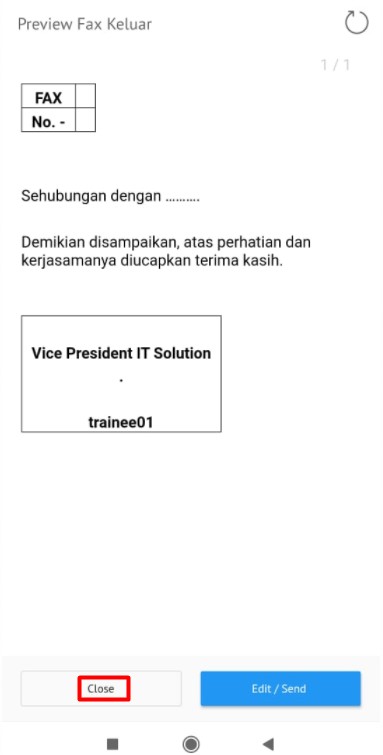 Preview Fax Keluar
1 / 1
FAX
No. -
Sehubungan dengan ..........
Demikian disampaikan, atas perhatian dan
kerjasamanya diucapkan terima kasih.
Vice President IT Solution
.
trainee01
Close
Edit / Send